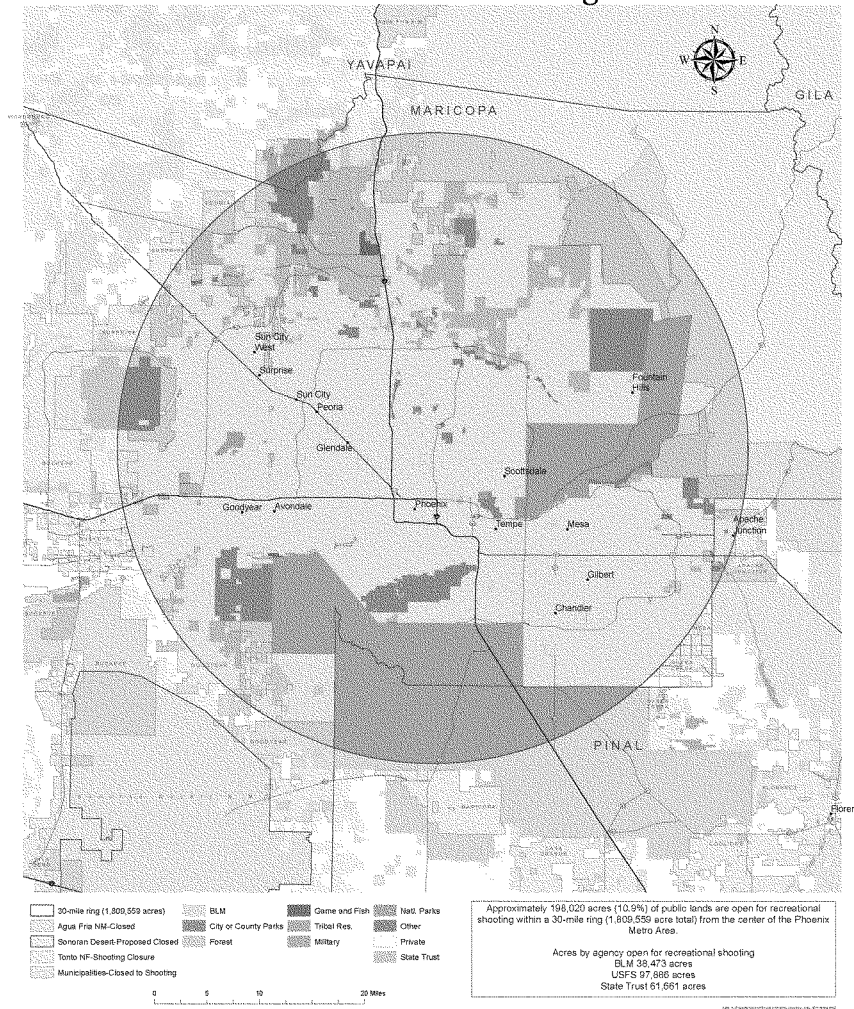 N
W E
S
YAVAPAI
MARICOPA
GILA
Sun City
West
Surprise
Sun City
Peoria
Glendale
Fountain
Hills
Scottsdale
Goodyear
Avondale
Phoenix
Tempe
Mesa
Apache
Junction
Gilbert
Chandler
PINAL
30-mile ring (1,809,559 acres)
Agua Fria NM-Closed
Sonoran Desert-Proposed Closed
Tonto NF-Shooting Closure
Municipalities-Closed to Shooting
BLM
City or County Parks
Forest
Game and Fish
Tribal Res.
Military
Natl. Parks
Other
Private
State Trust
0 5 10 20 Miles
Approximately 198,020 acres (10.9%) of public lands are open for recreational
shooting within a 30-mile ring (1,809,559 acre total) from the center of the Phoenix
Metro Area.
Acres by agency open for recreational shooting
BLM 38,473 acres
USFS 97,886 acres
State Trust 61,661 acres